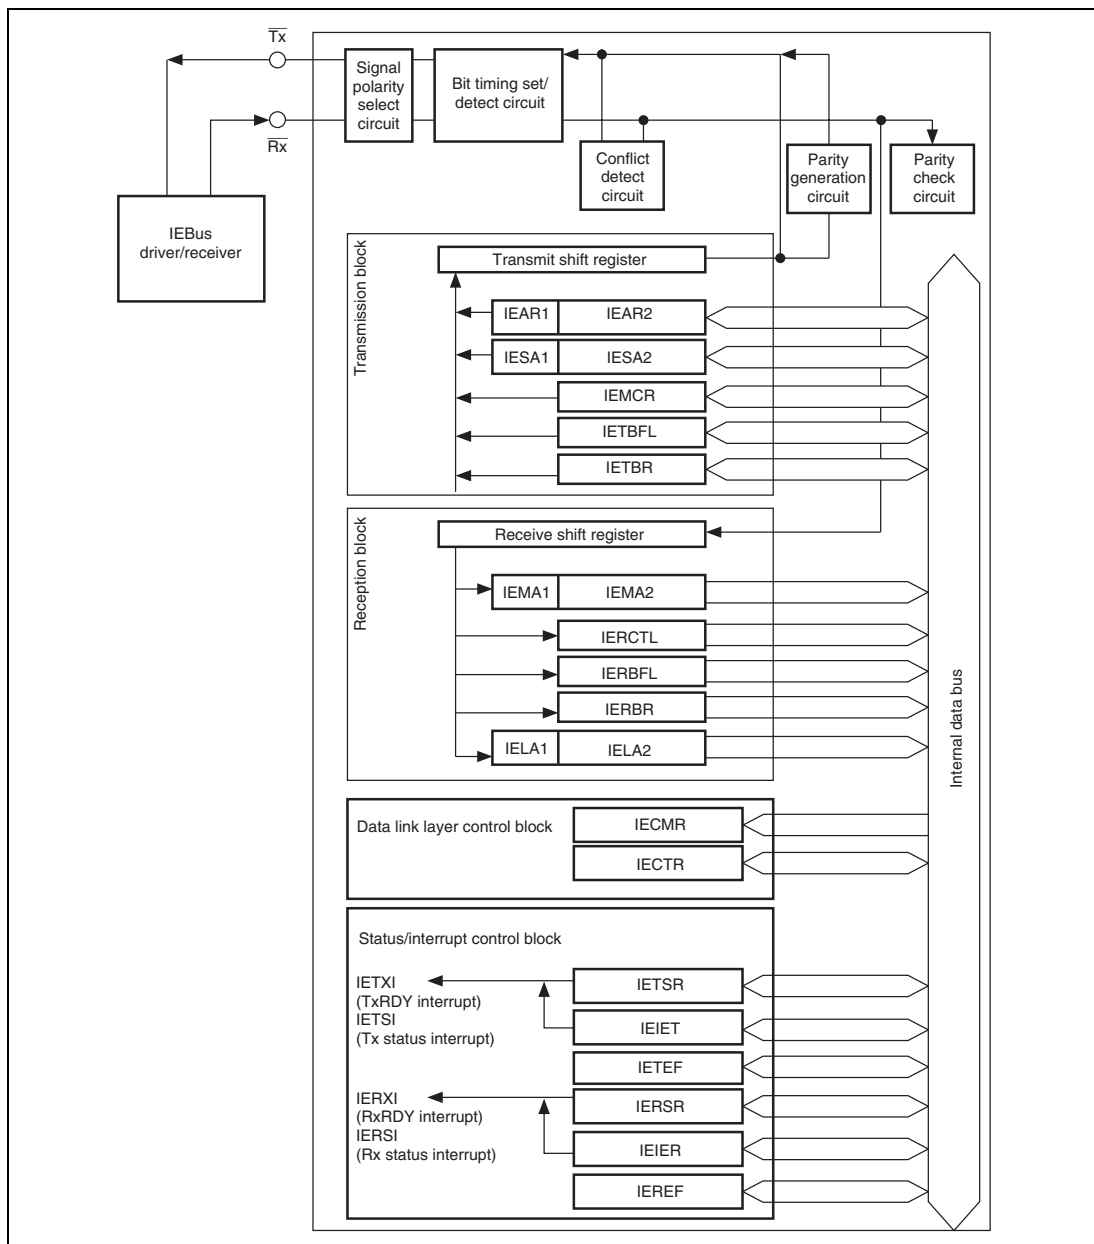 Tx
Rx
Signal
polarity
select
circuit
Bit timing set/
detect circuit
Conflict
detect
circuit
Parity
generation
circuit
Parity
check
circuit
IEBus
driver/receiver
Transmission block
Transmit shift register
IEAR1
IEAR2
IESA1
IESA2
IEMCR
IETBFL
IETBR
Reception block
Receive shift register
IEMA1
IEMA2
IERCTL
IERBFL
IERBR
IELA1
IELA2
Internal data bus
Data link layer control block
IECMR
IECTR
Status/interrupt control block
IETXI
(TxRDY interrupt)
IETSI
(Tx status interrupt)
IETSR
IEIET
IETEF
IERXI
(RxRDY interrupt)
IERSI
(Rx status interrupt)
IERSR
IEIER
IEREF